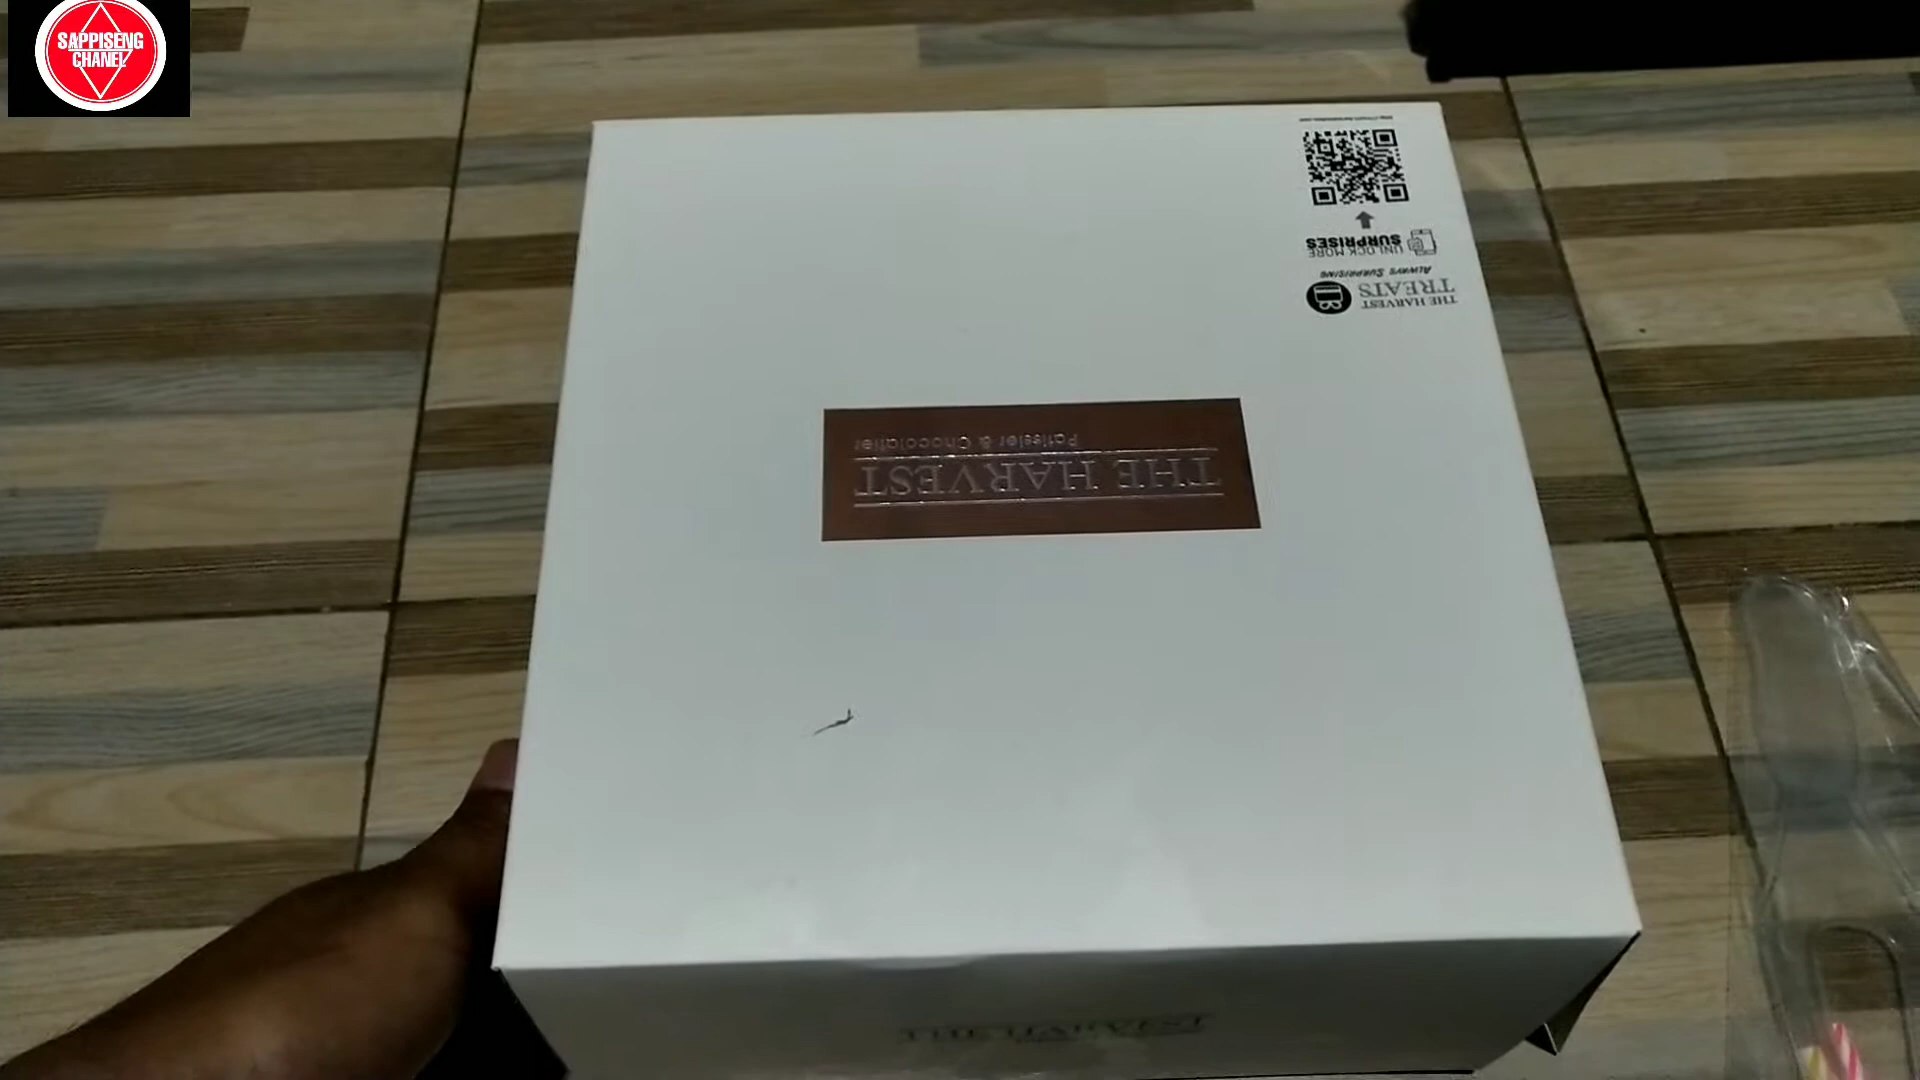 SAPPISENG
CHANEL
THE HARVEST
TREATS
ALWAYS SURPRISING
UNLOCK MORE
SURPRISES
THE HARVEST
Patissier & Chocolatier